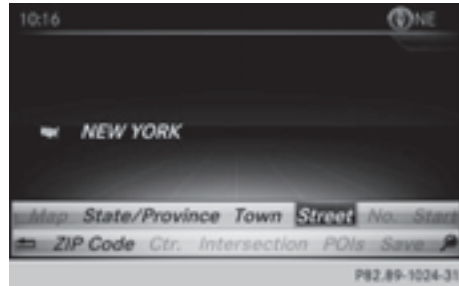 10:16 NE
NEW YORK
Map State/Province Town Street No. Start
ZIP Code Ctr. Intersection POIs Save
P82.89-1024-31